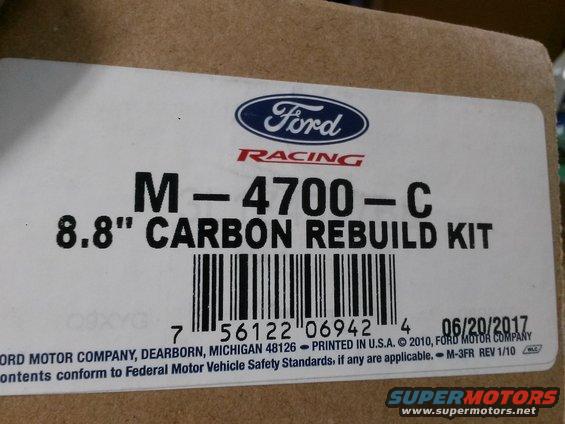 Ford
RACING
M-4700-C
8.8" CARBON REBUILD KIT
7 56122 06942 4 06/20/2017
FORD MOTOR COMPANY, DEARBORN, MICHIGAN 48126 • PRINTED IN U.S.A. © 2010, FORD MOTOR COMPANY
Contents conform to Federal Motor Vehicle Safety Standards, if any are applicable. • M-3FR REV 1/10
SUPERMOTORS
www.supermotors.net